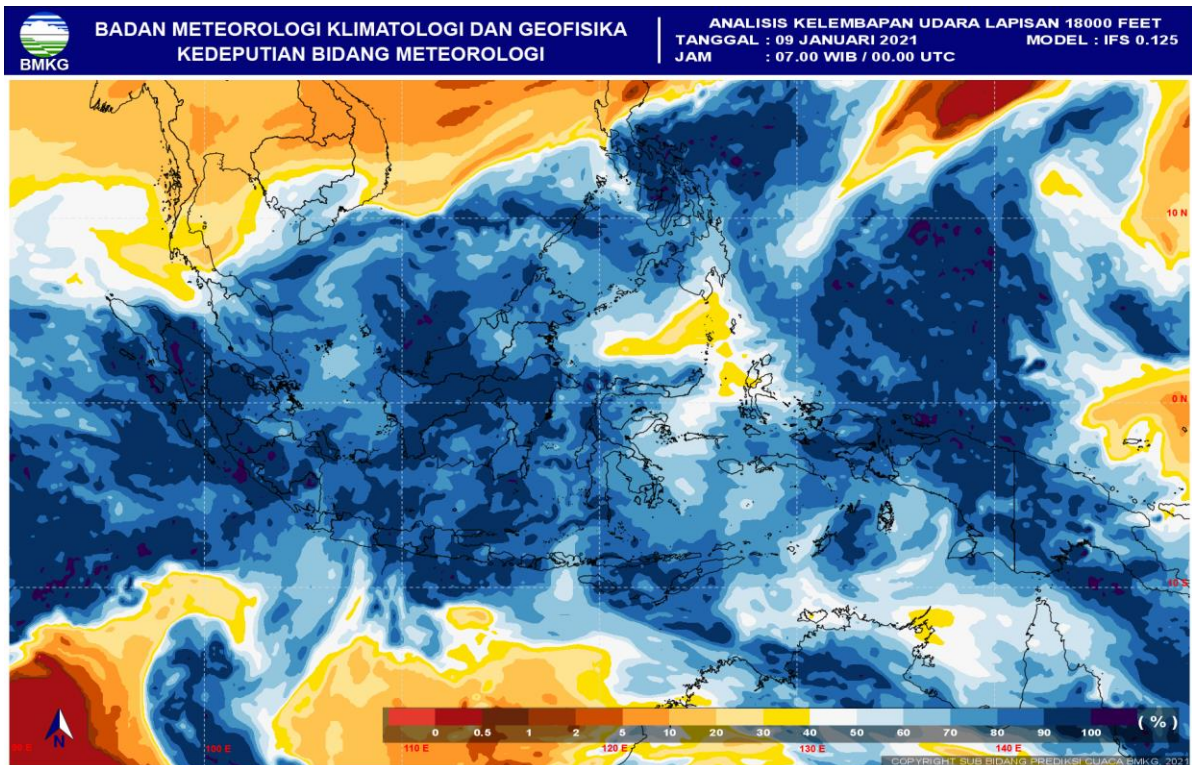 BMKG
BADAN METEOROLOGI KLIMATOLOGI DAN GEOFISIKA
KEDEPUTIAN BIDANG METEOROLOGI
ANALISIS KELEMBAPAN UDARA LAPISAN 18000 FEET
TANGGAL : 09 JANUARI 2021 MODEL : IFS 0.125
JAM : 07.00 WIB / 00.00 UTC
10 N
0 N
10 S
0 0.5 1 2 5 10 20 30 40 50 60 70 80 90 100 ( % )
N
100 E 110 E 120 E 130 E 140 E
COPYRIGHT SUB BIDANG PREDIKSI CUACA BMKG, 2021